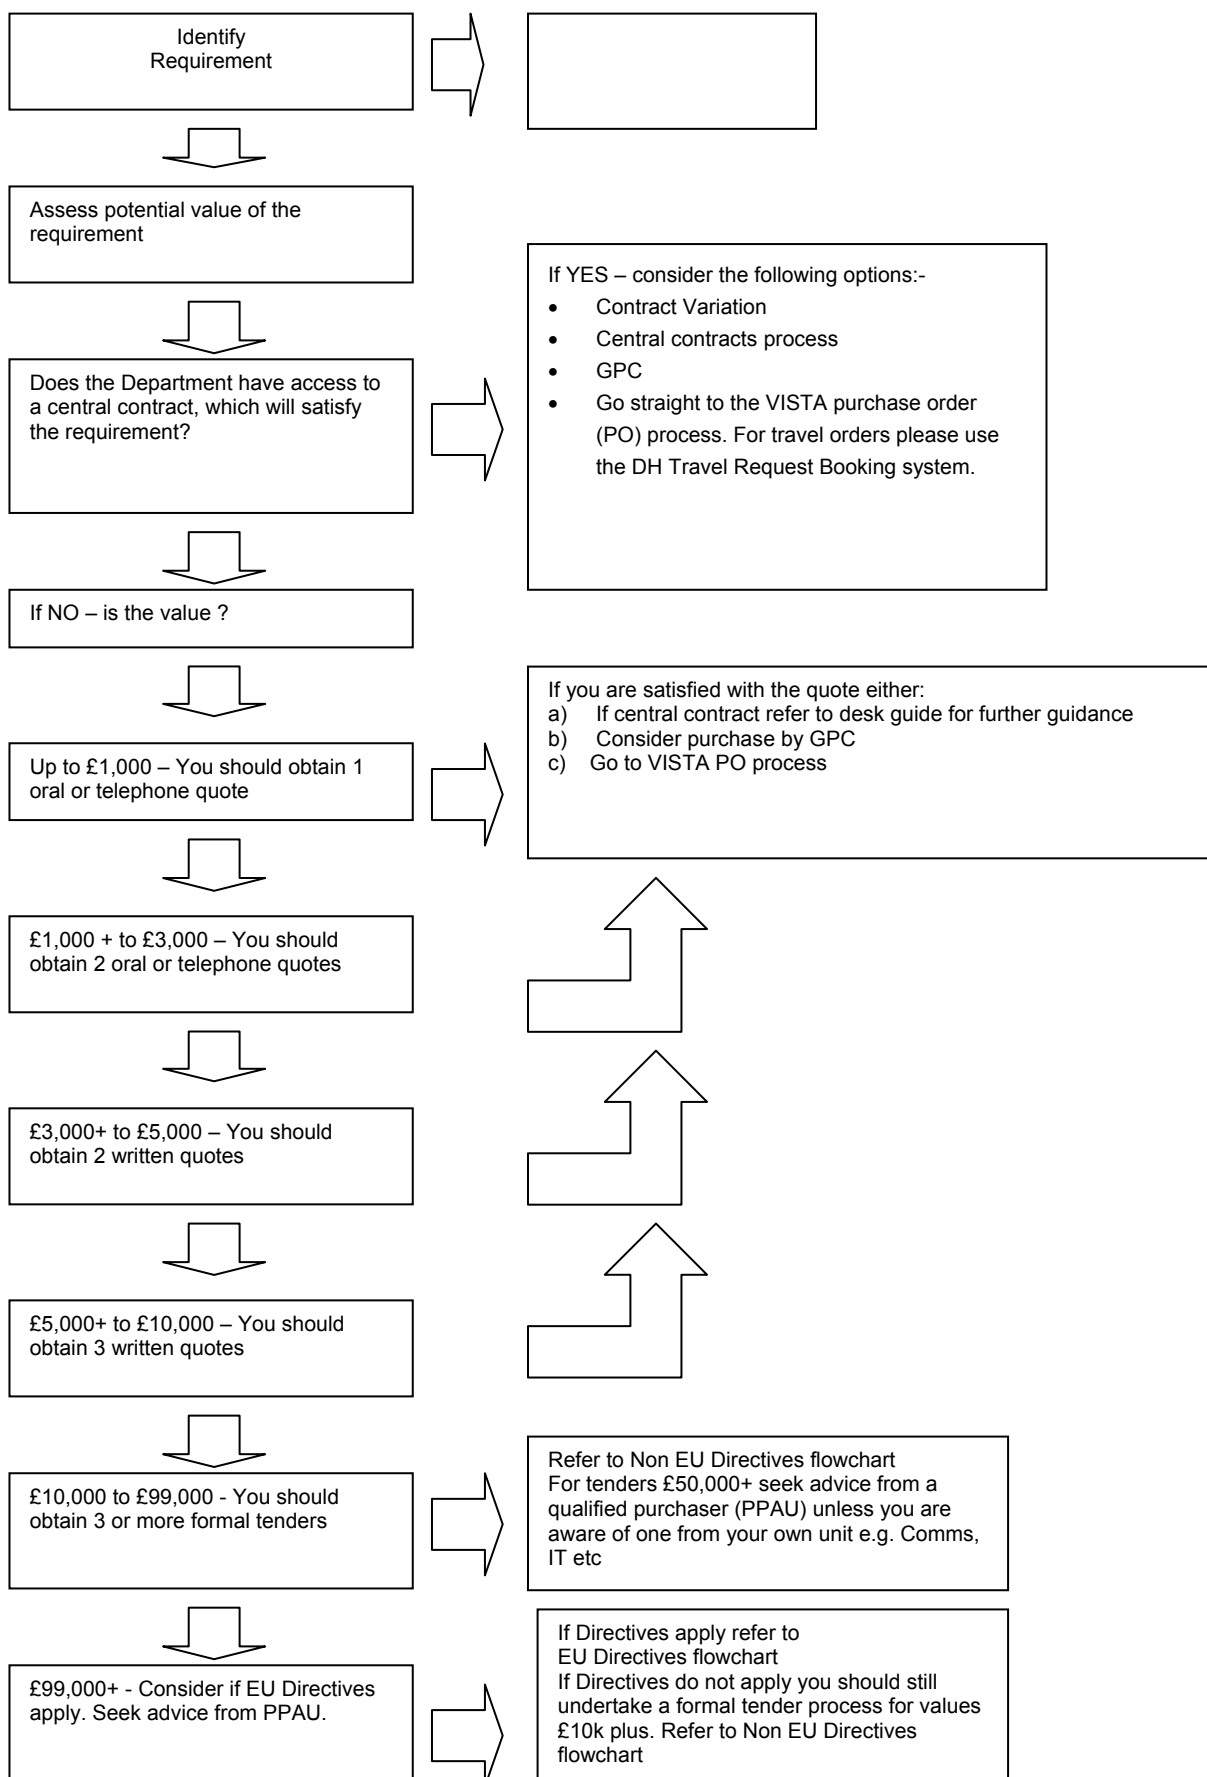 Identify
Requirement
Assess potential value of the
requirement
Does the Department have access to
a central contract, which will satisfy
the requirement?
If YES – consider the following options:-
• Contract Variation
• Central contracts process
• GPC
• Go straight to the VISTA purchase order
(PO) process. For travel orders please use
the DH Travel Request Booking system.
If NO – is the value ?
Up to £1,000 – You should obtain 1
oral or telephone quote
If you are satisfied with the quote either:
a) If central contract refer to desk guide for further guidance
b) Consider purchase by GPC
c) Go to VISTA PO process
£1,000 + to £3,000 – You should
obtain 2 oral or telephone quotes
£3,000+ to £5,000 – You should
obtain 2 written quotes
£5,000+ to £10,000 – You should
obtain 3 written quotes
£10,000 to £99,000 - You should
obtain 3 or more formal tenders
Refer to Non EU Directives flowchart
For tenders £50,000+ seek advice from a
qualified purchaser (PPAU) unless you are
aware of one from your own unit e.g. Comms,
IT etc
£99,000+ - Consider if EU Directives
apply. Seek advice from PPAU.
If Directives apply refer to
EU Directives flowchart
If Directives do not apply you should still
undertake a formal tender process for values
£10k plus. Refer to Non EU Directives
flowchart